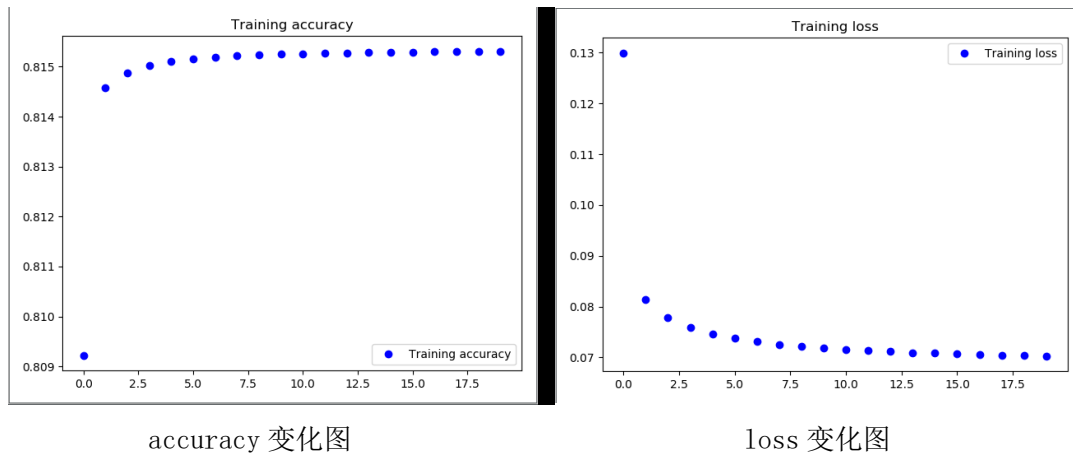 Training accuracy
0.815
0.814
0.813
0.812
0.811
0.810
0.809
Training accuracy
0.0 2.5 5.0 7.5 10.0 12.5 15.0 17.5
accuracy 变化图
Training loss
Training loss
0.13
0.12
0.11
0.10
0.09
0.08
0.07
0.0 2.5 5.0 7.5 10.0 12.5 15.0 17.5
loss 变化图